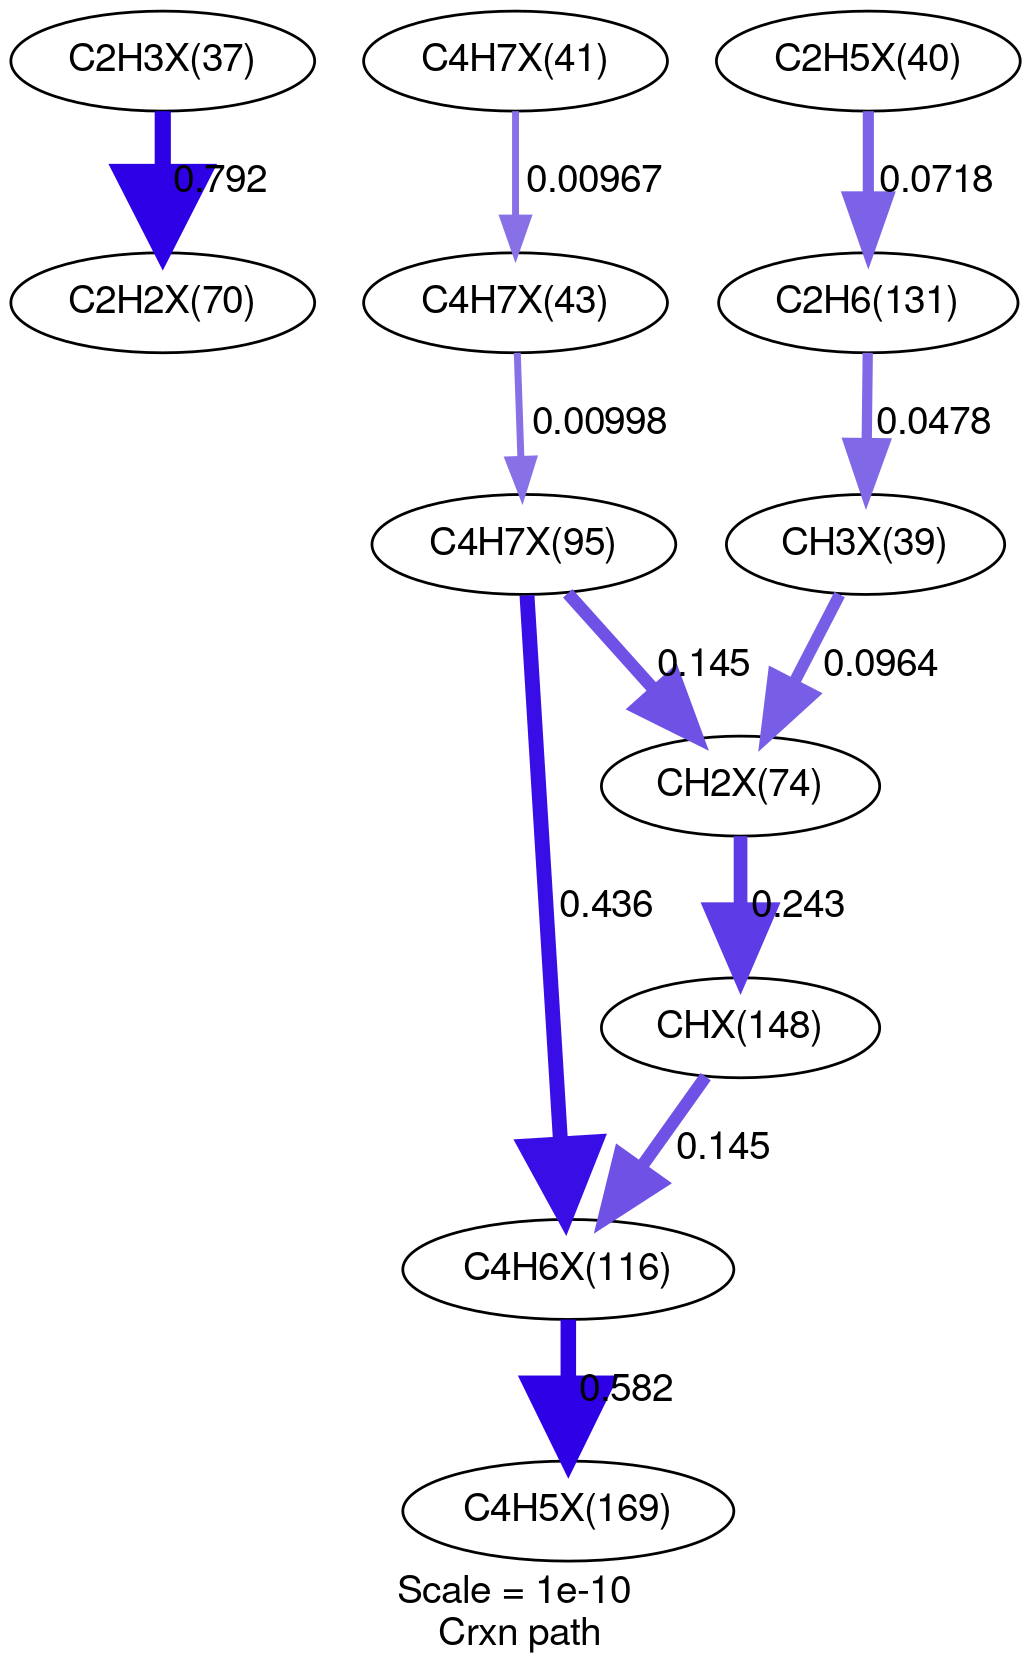 C2H3X(37)
C4H7X(41)
C2H5X(40)
0.792
0.00967
0.0718
C2H2X(70)
C4H7X(43)
C2H6(131)
0.00998
0.0478
C4H7X(95)
CH3X(39)
0.145
0.0964
CH2X(74)
0.436
0.243
CHX(148)
0.145
C4H6X(116)
0.582
C4H5X(169)
Scale = 1e-10
Crxn path